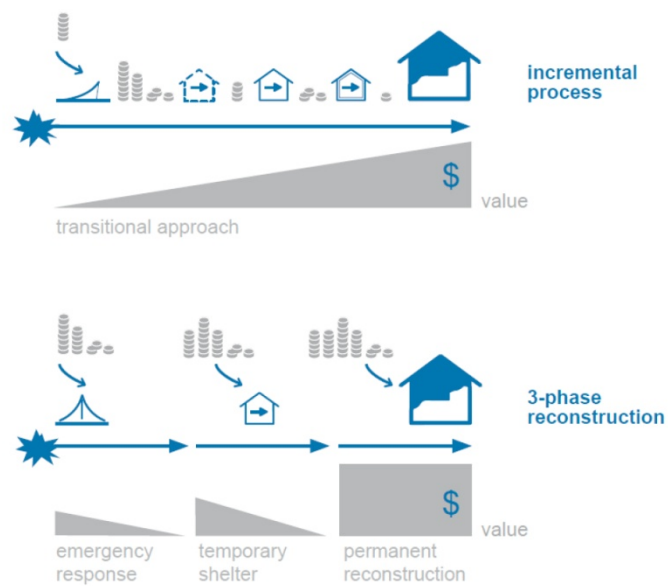 incremental
process
$
value
transitional approach
3-phase
reconstruction
$
value
emergency
response
temporary
shelter
permanent
reconstruction